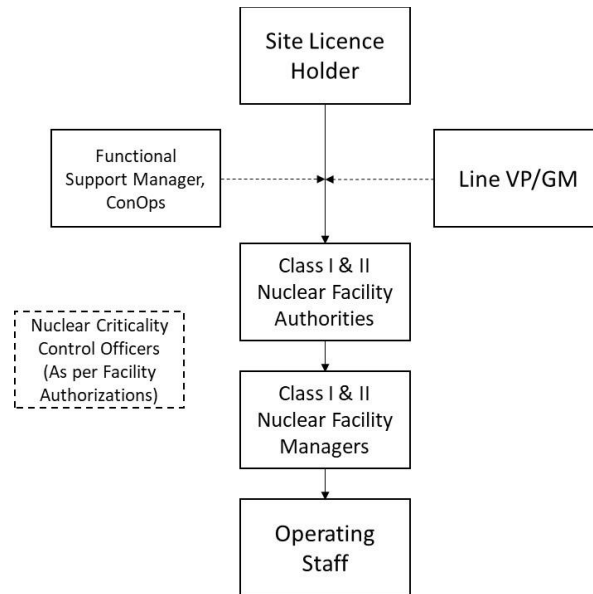 Site Licence
Holder
Functional
Support Manager,
ConOps
Line VP/GM
Class I & II
Nuclear Facility
Authorities
Nuclear Criticality
Control Officers
(As per Facility
Authorizations)
Class I & II
Nuclear Facility
Managers
Operating
Staff